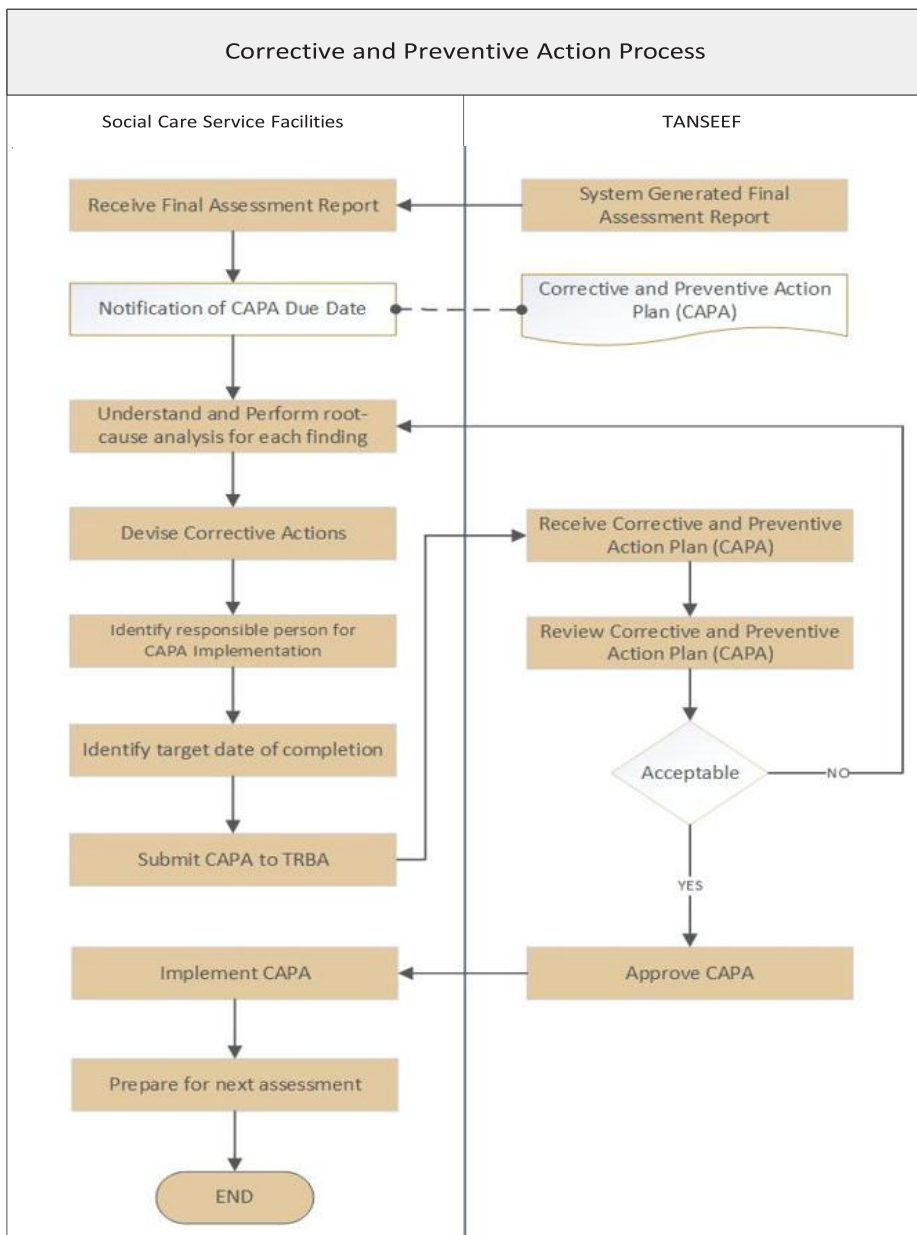 Corrective and Preventive Action Process
Social Care Service Facilities
TANSEEF
Receive Final Assessment Report
System Generated Final
Assessment Report
Notification of CAPA Due Date
Corrective and Preventive Action
Plan (CAPA)
Understand and Perform root-
cause analysis for each finding
Devise Corrective Actions
Receive Corrective and Preventive
Action Plan (CAPA)
Identify responsible person for
CAPA Implementation
Review Corrective and Preventive
Action Plan (CAPA)
Identify target date of completion
Acceptable
NO
Submit CAPA to TRBA
YES
Implement CAPA
Approve CAPA
Prepare for next assessment
END